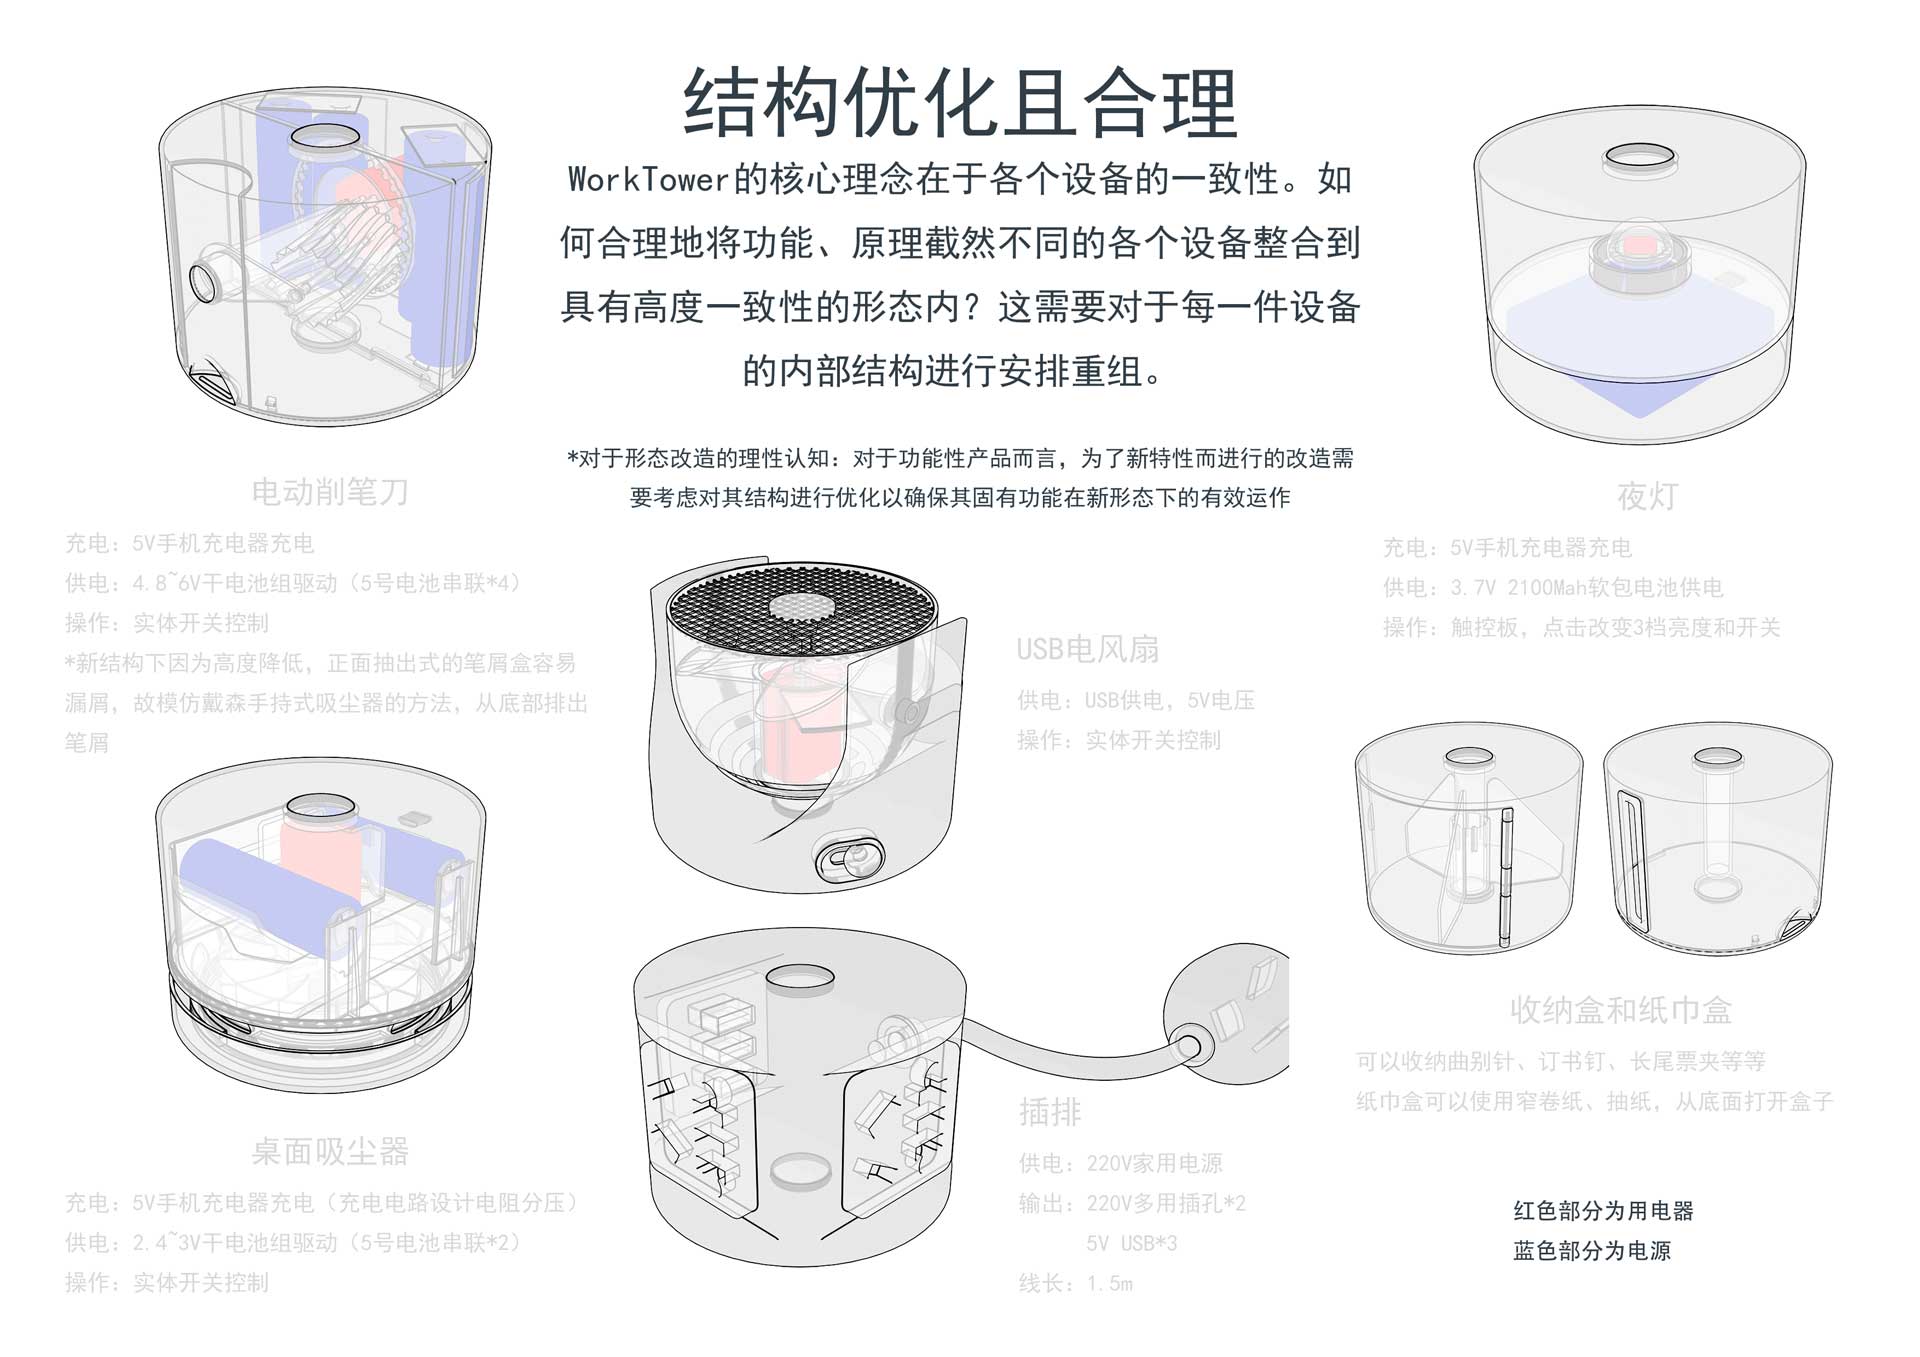 结构优化且合理
WorkTower的核心理念在于各个设备的一致性。如
何合理地将功能、原理截然不同的各个设备整合到
具有高度一致性的形态内？这需要对于每一件设备
的内部结构进行安排重组。
*对于形态改造的理性认知：对于功能性产品而言，为了新特性而进行的改造需
要考虑对其结构进行优化以确保其固有功能在新形态下的有效运作
电动削笔刀
充电：5V手机充电器充电
供电：4.8~6V干电池组驱动（5号电池串联*4）
操作：实体开关控制
*新结构下因为高度降低，正面抽出式的笔屑盒容易
漏屑，故模仿戴森手持式吸尘器的方法，从底部排出
笔屑
桌面吸尘器
充电：5V手机充电器充电（充电电路设计电阻分压）
供电：2.4~3V干电池组驱动（5号电池串联*2）
操作：实体开关控制
USB电风扇
供电：USB供电，5V电压
操作：实体开关控制
插排
供电：220V家用电源
输出：220V多用插孔*2
5V USB*3
线长：1.5m
夜灯
充电：5V手机充电器充电
供电：3.7V 2100Mah软包电池供电
操作：触控板，点击改变3档亮度和开关
收纳盒和纸巾盒
可以收纳曲别针、订书钉、长尾票夹等等
纸巾盒可以使用窄卷纸、抽纸，从底面打开盒子
红色部分为用电器
蓝色部分为电源